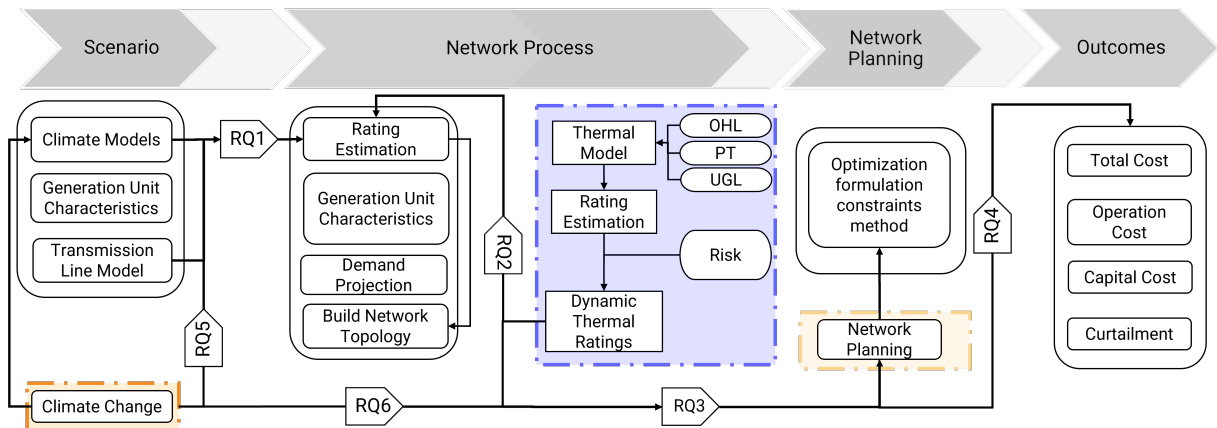 Scenario
Network Process
Network
Planning
Outcomes
Climate Models
Generation Unit
Characteristics
Transmission
Line Model
RQ1
RQ5
Climate Change
Rating
Estimation
Generation Unit
Characteristics
Demand
Projection
Build Network
Topology
RQ2
RQ6
Thermal
Model
OHL
PT
UGL
Rating
Estimation
Risk
Dynamic
Thermal
Ratings
RQ3
Optimization
formulation
constraints
method
Network
Planning
RQ4
Total Cost
Operation
Cost
Capital Cost
Curtailment